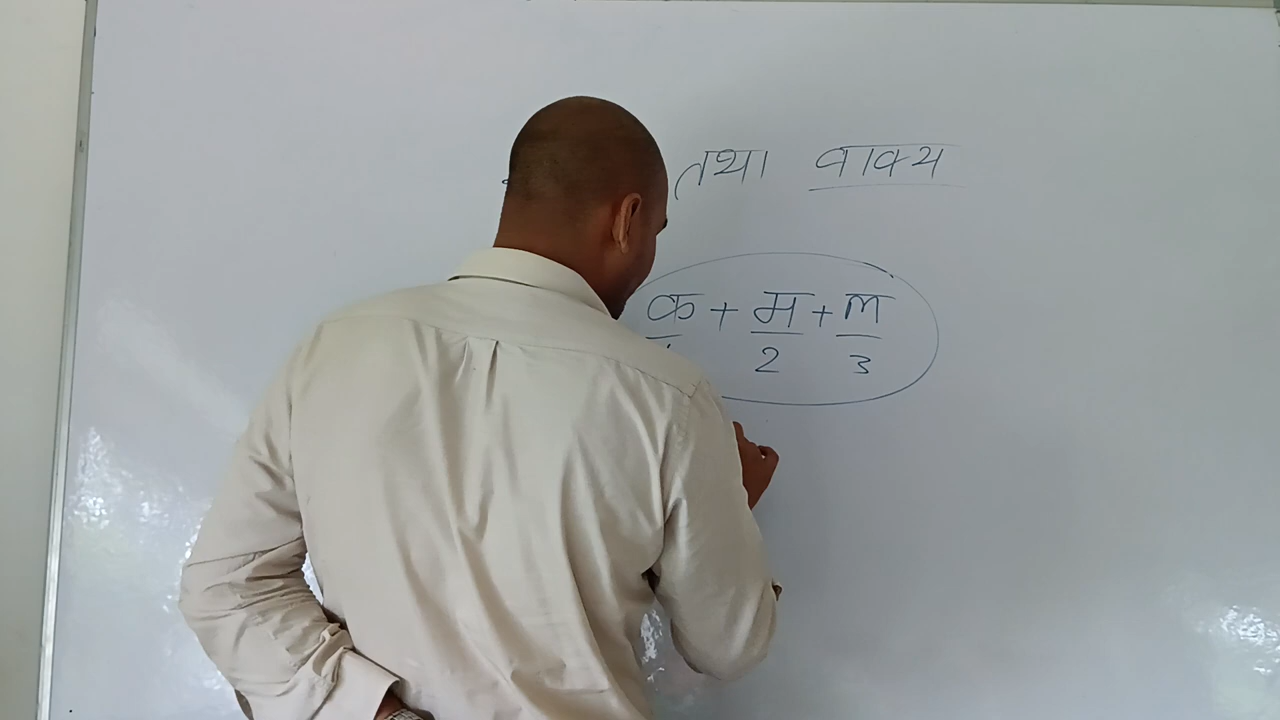 तथा वाक्य
क + म + ल
2 3